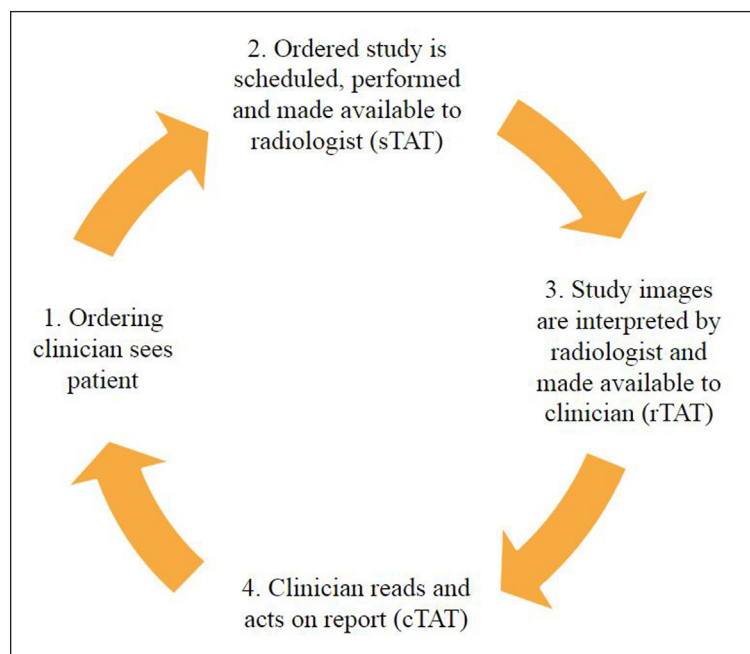 2. Ordered study is
scheduled, performed
and made available to
radiologist (sTAT)
3. Study images
are interpreted by
radiologist and
made available to
clinician (rTAT)
4. Clinician reads and
acts on report (cTAT)
1. Ordering
clinician sees
patient